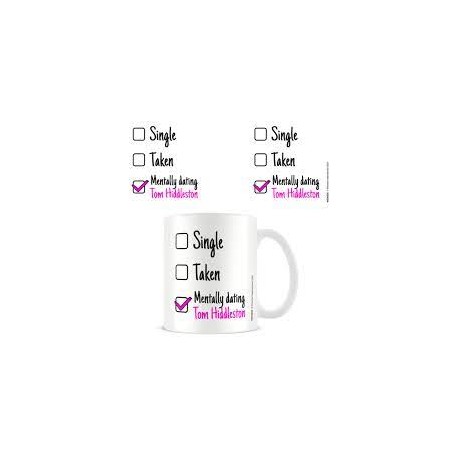 Single
Taken
Mentally dating
Tom Hiddleston
Single
Taken
Mentally dating
Tom Hiddleston
Single
Taken
Mentally dating
Tom Hiddleston